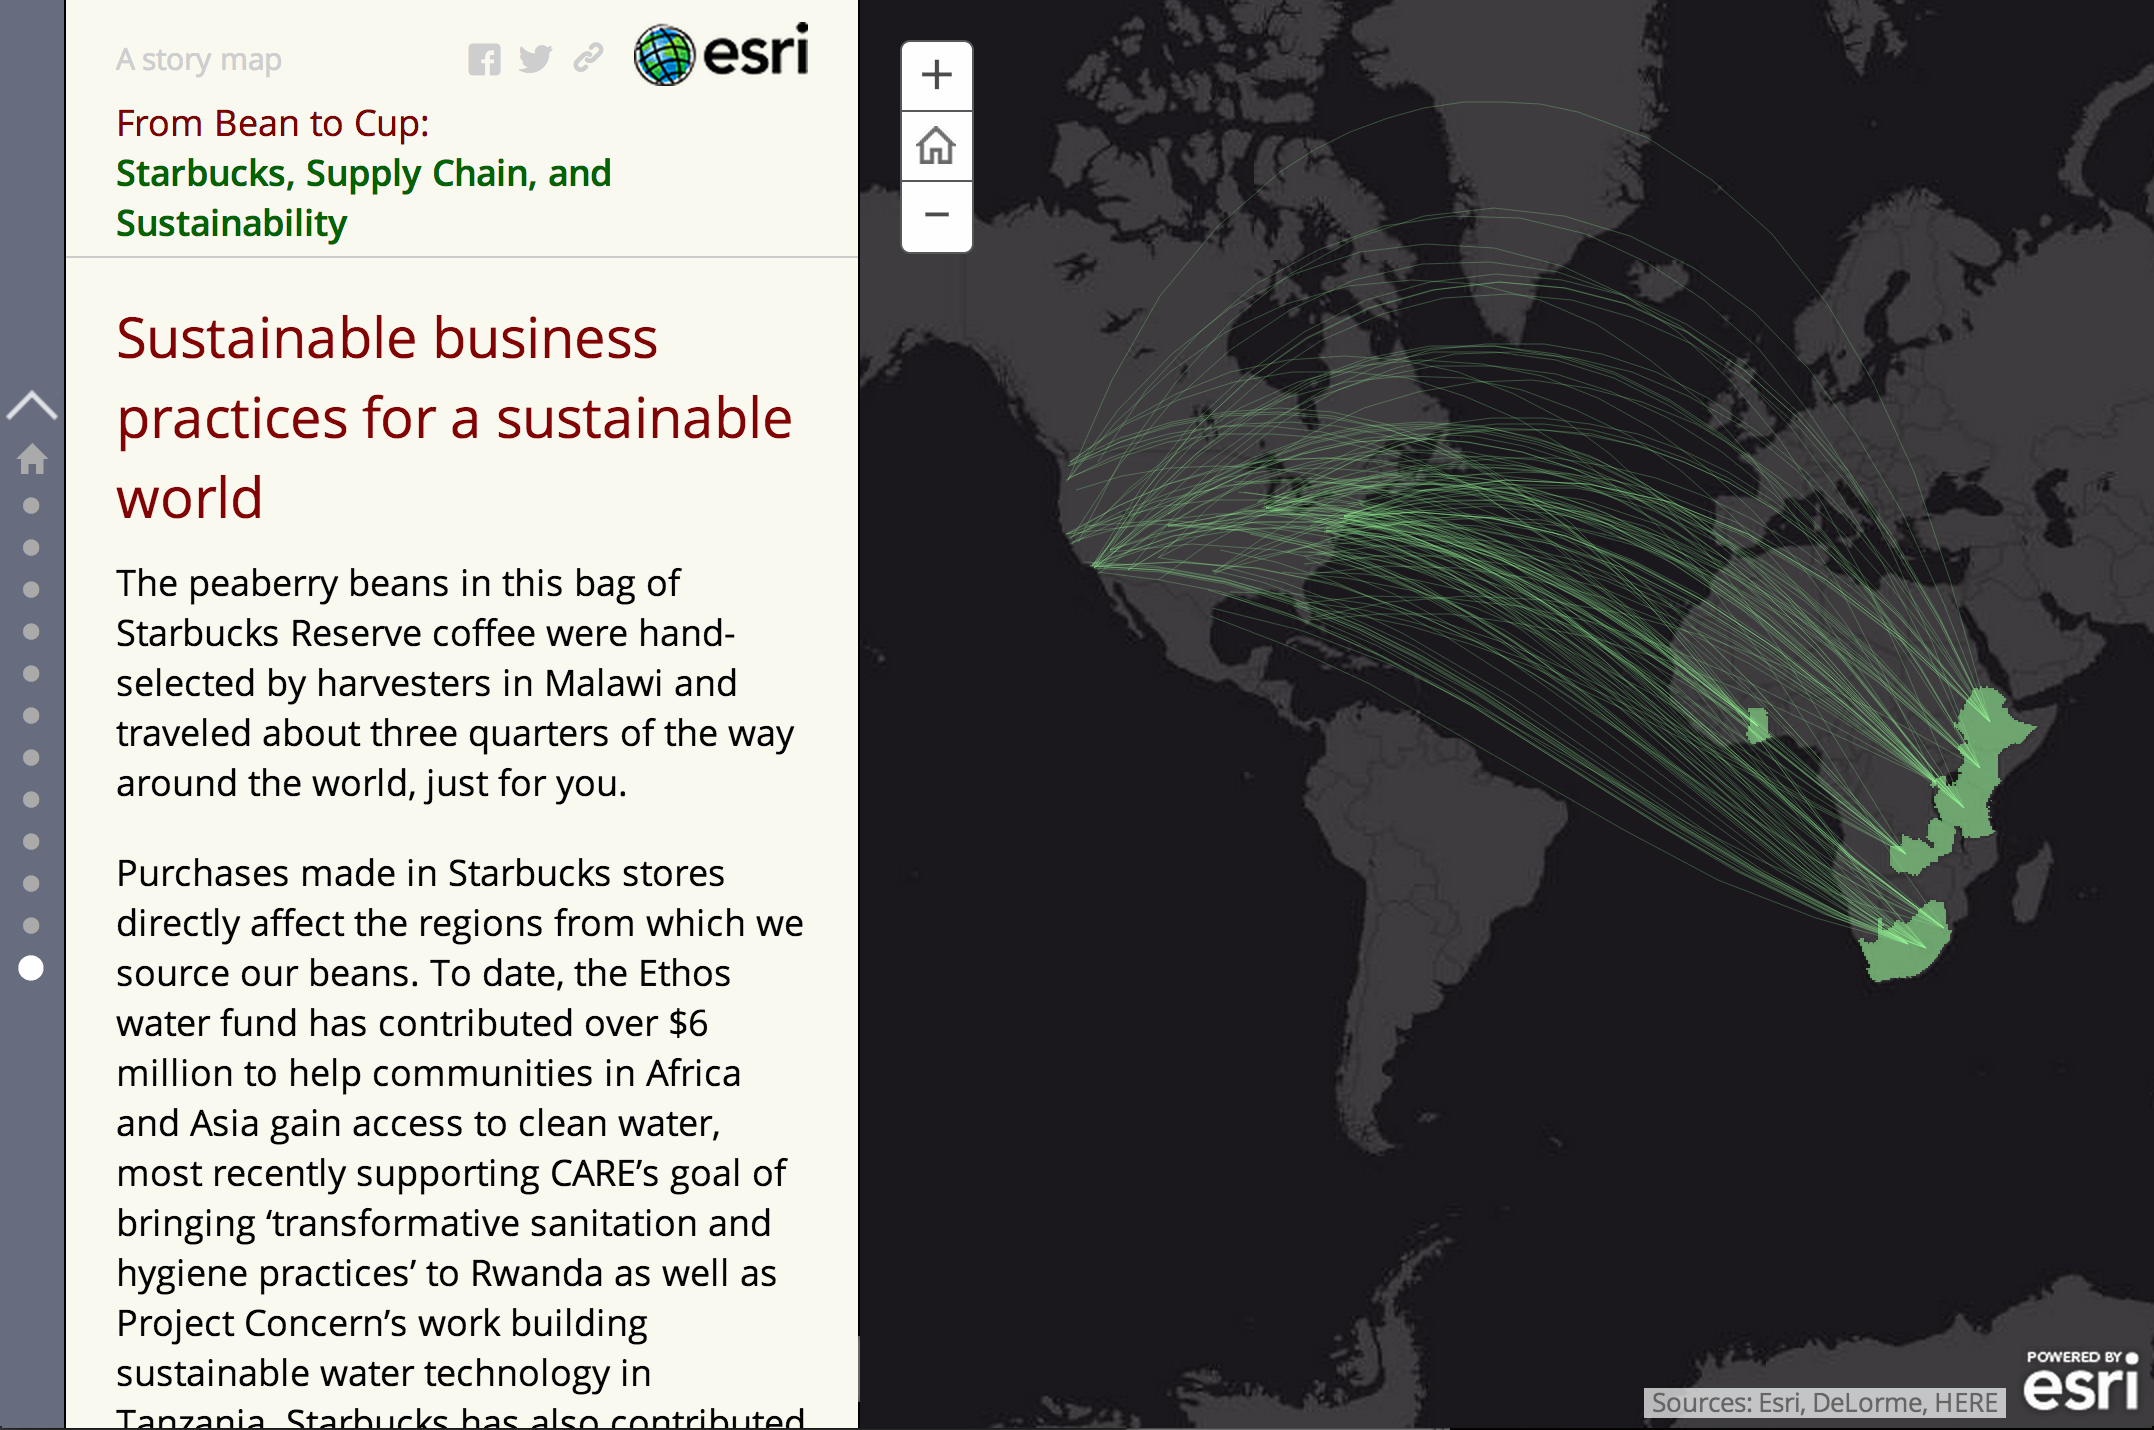 A story map
esri
From Bean to Cup:
Starbucks, Supply Chain, and
Sustainability
Sustainable business
practices for a sustainable
world
The peaberry beans in this bag of
Starbucks Reserve coffee were hand-
selected by harvesters in Malawi and
traveled about three quarters of the way
around the world, just for you.
Purchases made in Starbucks stores
directly affect the regions from which we
source our beans. To date, the Ethos
water fund has contributed over $6
million to help communities in Africa
and Asia gain access to clean water,
most recently supporting CARE’s goal of
bringing ‘transformative sanitation and
hygiene practices’ to Rwanda as well as
Project Concern’s work building
sustainable water technology in
Tanzania. Starbucks has also contributed
+
−
POWERED BY
esri
Sources: Esri, DeLorme, HERE